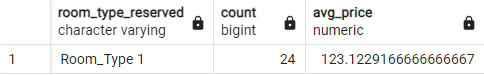 room_type_reserved count avg_price
character varying bigint numeric
1 Room_Type 1 24 123.1229166666666667